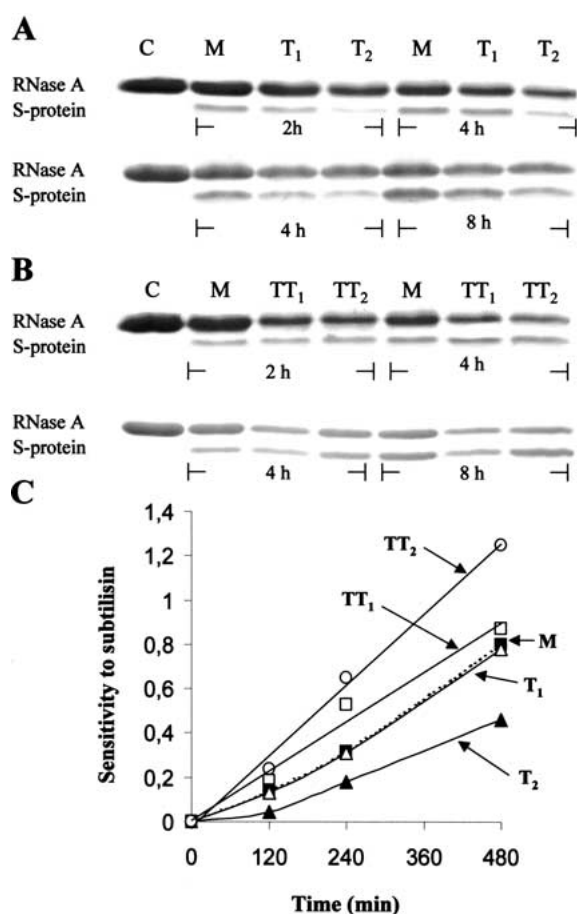 A
C M T₁ T₂ M T₁ T₂
RNase A
S-protein
2h 4 h
RNase A
S-protein
4 h 8 h
B
C M TT₁ TT₂ M TT₁ TT₂
RNase A
S-protein
2 h 4 h
RNase A
S-protein
4 h 8 h
C
1,4
1,2
1
0,8
0,6
0,4
0,2
0
Sensitivity to subtilisin
TT₂
TT₁
M
T₁
T₂
0 120 240 360 480
Time (min)